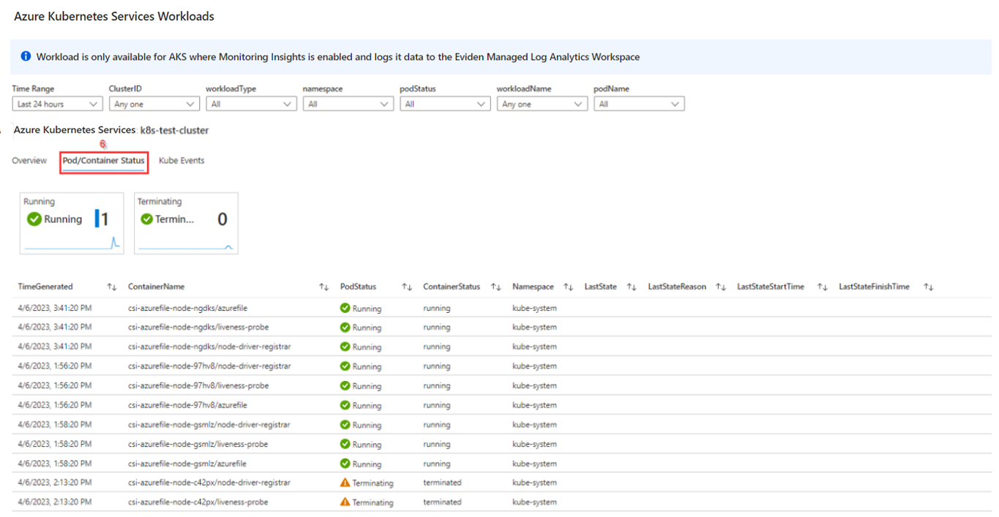 Azure Kubernetes Services Workloads
Workload is only available for AKS where Monitoring Insights is enabled and logs it data to the Eviden Managed Log Analytics Workspace
Time Range ClusterID workloadType namespace podStatus workloadName podName
Last 24 hours Any one All All All Any one All
Azure Kubernetes Services: k8s-test-cluster
6
Overview Pod/Container Status Kube Events
Running Terminating
Running 1 Termin... 0
TimeGenerated ContainerName PodStatus ContainerStatus Namespace LastState LastStateReason LastStateStartTime LastStateFinishTime
4/6/2023, 3:41:20 PM csi-azurefile-node-ngdks/azurefile Running running kube-system
4/6/2023, 3:41:20 PM csi-azurefile-node-ngdks/liveness-probe Running running kube-system
4/6/2023, 3:41:20 PM csi-azurefile-node-ngdks/node-driver-registrar Running running kube-system
4/6/2023, 1:56:20 PM csi-azurefile-node-97hv8/node-driver-registrar Running running kube-system
4/6/2023, 1:56:20 PM csi-azurefile-node-97hv8/liveness-probe Running running kube-system
4/6/2023, 1:56:20 PM csi-azurefile-node-97hv8/azurefile Running running kube-system
4/6/2023, 1:58:20 PM csi-azurefile-node-gsmlz/node-driver-registrar Running running kube-system
4/6/2023, 1:58:20 PM csi-azurefile-node-gsmlz/liveness-probe Running running kube-system
4/6/2023, 1:58:20 PM csi-azurefile-node-gsmlz/azurefile Running running kube-system
4/6/2023, 2:13:20 PM csi-azurefile-node-c42px/node-driver-registrar Terminating terminated kube-system
4/6/2023, 2:13:20 PM csi-azurefile-node-c42px/liveness-probe Terminating terminated kube-system